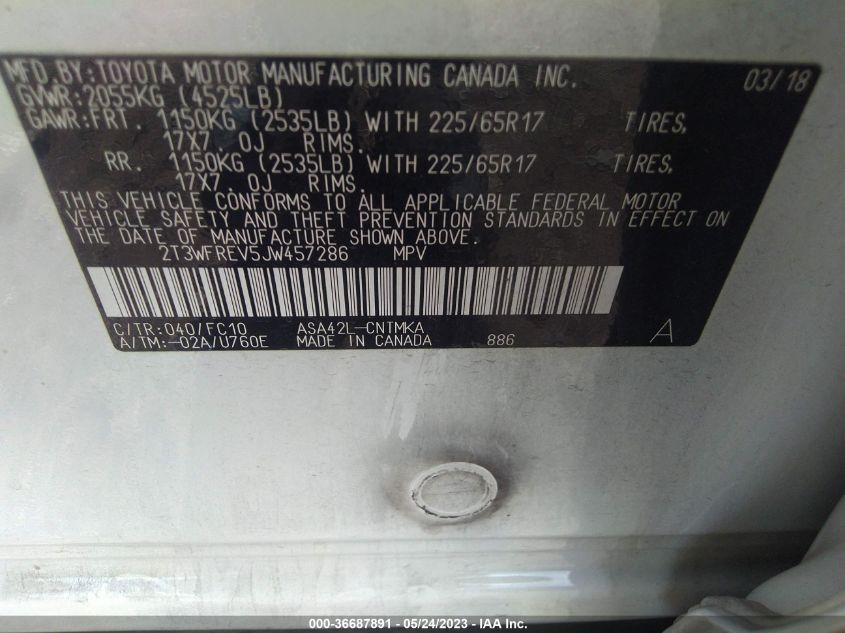 MFD.BY:TOYOTA MOTOR MANUFACTURING CANADA INC. 03/18
GVWR:2055KG (4525LB)
GAWR:FRT. 1150KG (2535LB) WITH 225/65R17 TIRES,
17X7.0J RIMS.
RR. 1150KG (2535LB) WITH 225/65R17 TIRES,
17X7.0J RIMS.
THIS VEHICLE CONFORMS TO ALL APPLICABLE FEDERAL MOTOR
VEHICLE SAFETY AND THEFT PREVENTION STANDARDS IN EFFECT ON
THE DATE OF MANUFACTURE SHOWN ABOVE.
2T3WFREV5JW457286 MPV
C/TR:040/FC10 ASA42L-CNTMKA
A/TM:-02A/U760E MADE IN CANADA 886 A
000-36687891 - 05/24/2023 - IAA Inc.